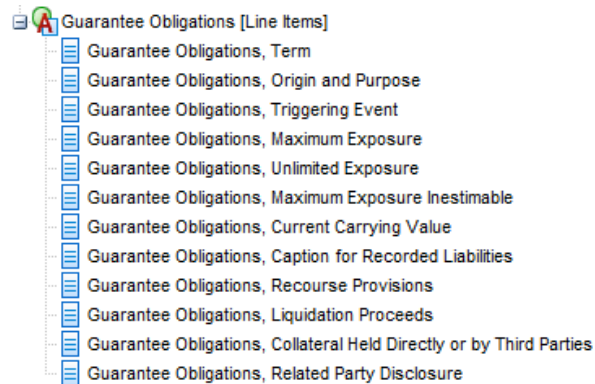 Guarantee Obligations [Line Items]
Guarantee Obligations, Term
Guarantee Obligations, Origin and Purpose
Guarantee Obligations, Triggering Event
Guarantee Obligations, Maximum Exposure
Guarantee Obligations, Unlimited Exposure
Guarantee Obligations, Maximum Exposure Inestimable
Guarantee Obligations, Current Carrying Value
Guarantee Obligations, Caption for Recorded Liabilities
Guarantee Obligations, Recourse Provisions
Guarantee Obligations, Liquidation Proceeds
Guarantee Obligations, Collateral Held Directly or by Third Parties
Guarantee Obligations, Related Party Disclosure